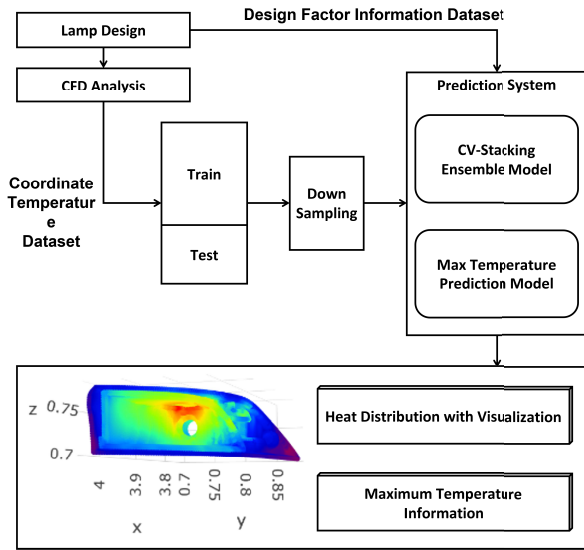 Design Factor Information Dataset
Lamp Design
CFD Analysis
Prediction System
CV-Stacking
Ensemble Model
Train
Down
Sampling
Coordinate
Temperatur
e
Dataset
Test
Max Temperature
Prediction Model
z
0.75
0.7
4
3.9
3.8
0.7
0.75
0.8
0.85
x
y
Heat Distribution with Visualization
Maximum Temperature
Information